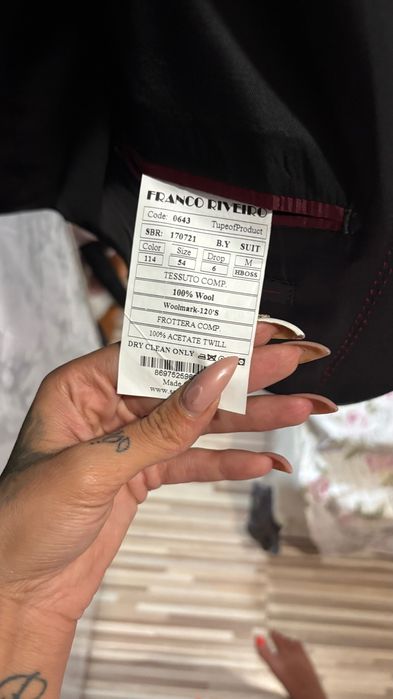 FRANCO RIVEIRO
Code: 0643 TupeofProduct
SBR: 170721 B.Y SUIT
Color Size Drop M
114 54 6 HBOSS
TESSUTO COMP.
100% Wool
Woolmark-120'S
FROTTERA COMP.
100% ACETATE TWILL
DRY CLEAN ONLY
Made